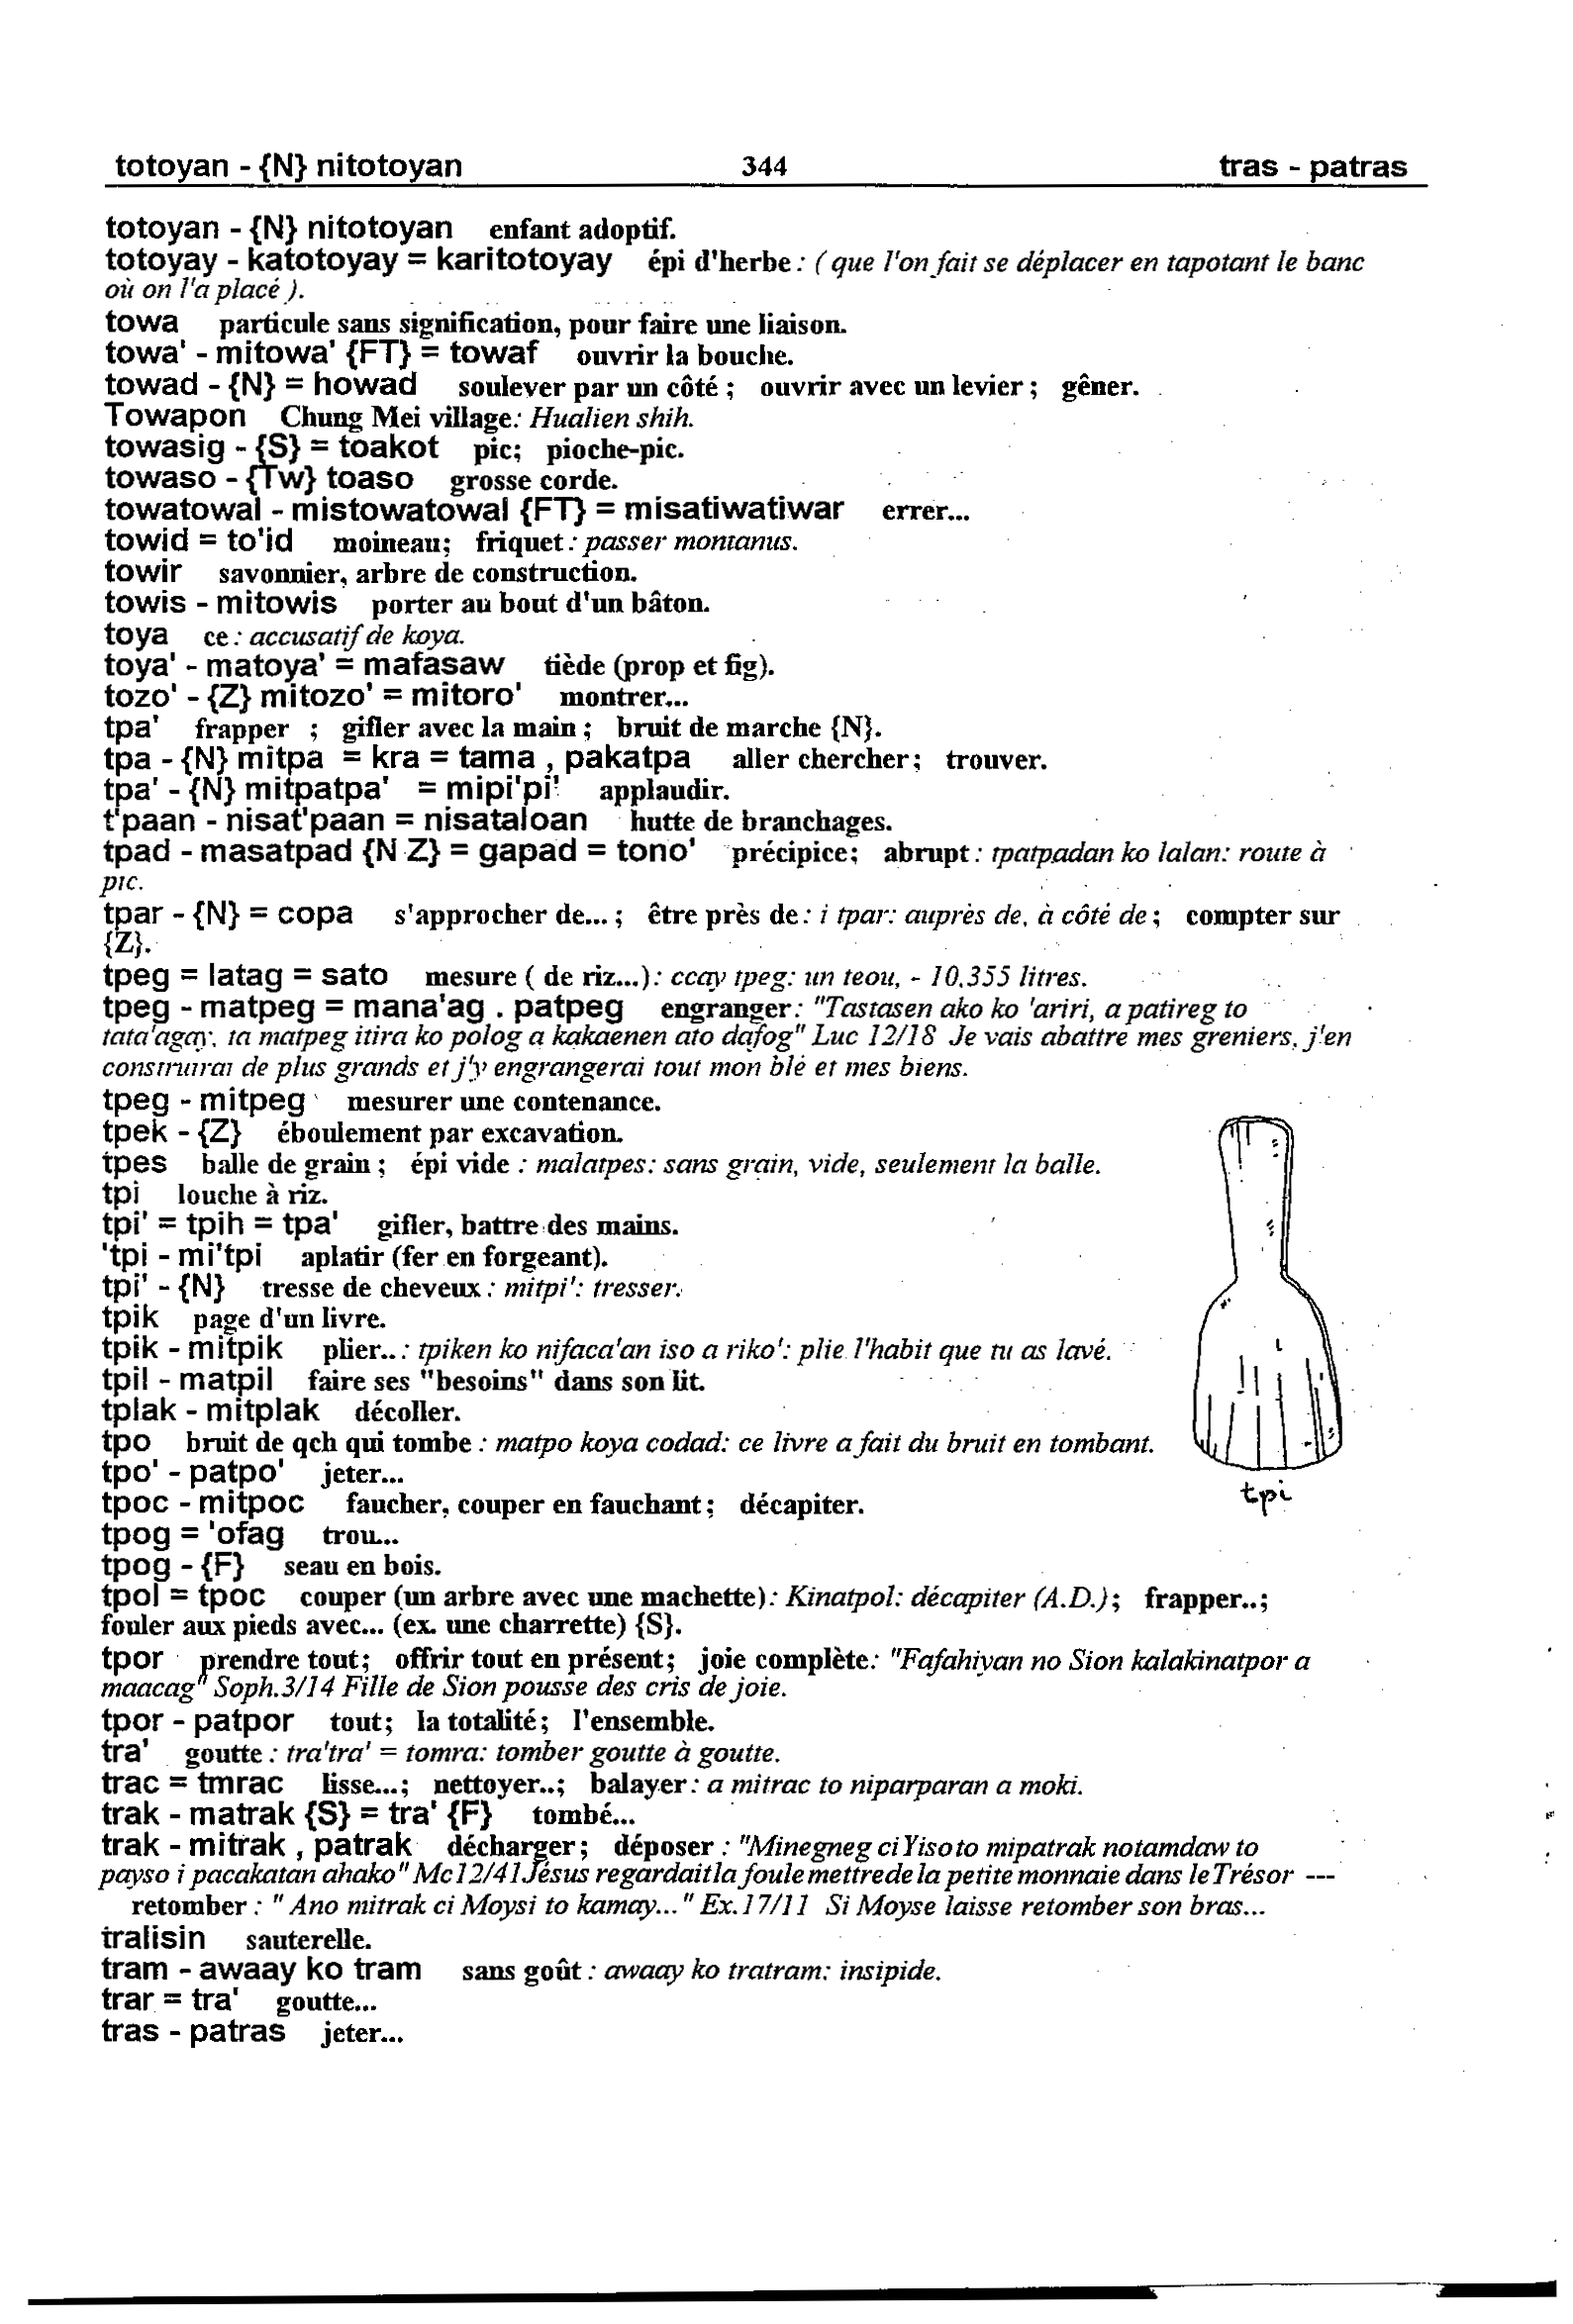 totoyan - {N} nitotoyan 344 tras - patras
totoyan - {N} nitotoyan enfant adoptif.
totoyay - katotoyay = karitotoyay épi d'herbe : ( que l'on fait se déplacer en tapotant le banc
où on l'a placé ).
towa particule sans signification, pour faire une liaison.
towa' - mitowa' {FT} = towaf ouvrir la bouche.
towad - {N} = howad soulever par un côté ; ouvrir avec un levier ; gêner.
Towapon Chung Mei village: Hualien shih.
towasig - {S} = toakot pic; pioche-pic.
towaso - {Tw} toaso grosse corde.
towatowal - mistowatowal {FT} = misatiwatiwar errer...
towid = to'id moineau; friquet : passer montanus.
towir savonnier, arbre de construction.
towis - mitowis porter au bout d'un bâton.
toya ce : accusatif de koya.
toya' - matoya' = mafasaw tiède (prop et fig).
tozo' - {Z} mitozo' = mitoro' montrer...
tpa' frapper ; gifler avec la main ; bruit de marche {N}.
tpa - {N} mitpa = kra = tama , pakatpa aller chercher; trouver.
tpa' - {N} mitpatpa' = mipi'pi' applaudir.
t'paan - nisat'paan = nisataloan hutte de branchages.
tpad - masatpad {N Z} = gapad = tono' précipice; abrupt : tpatpadan ko lalan: route à
pic.
tpar - {N} = copa s'approcher de... ; être près de : i tpar: auprès de, à côté de ; compter sur
{Z}.
tpeg = latag = sato mesure ( de riz...) : ccay tpeg: un teou, - 10,355 litres.
tpeg - matpeg = mana'ag . patpeg engranger : "Tastasen ako ko 'ariri, a patireg to
tata'agay, ta matpeg itira ko polog a kakaenen ato dafog" Luc 12/18 Je vais abattre mes greniers, j'en
construirai de plus grands et j'y engrangerai tout mon blé et mes biens.
tpeg - mitpeg mesurer une contenance.
tpek - {Z} éboulement par excavation.
tpes balle de grain ; épi vide : malatpes: sans grain, vide, seulement la balle.
tpi louche à riz.
tpi' = tpih = tpa' gifler, battre des mains.
'tpi - mi'tpi aplatir (fer en forgeant).
tpi' - {N} tresse de cheveux : mitpi': tresser.
tpik page d'un livre.
tpik - mitpik plier.. : tpiken ko nifaca'an iso a riko': plie l'habit que tu as lavé.
tpil - matpil faire ses "besoins" dans son lit.
tplak - mitplak décoller.
tpo bruit de qch qui tombe : matpo koya codad: ce livre a fait du bruit en tombant.
tpo' - patpo' jeter...
tpoc - mitpoc faucher, couper en fauchant ; décapiter.
tpi
tpog = 'ofag trou...
tpog - {F} seau en bois.
tpol = tpoc couper (un arbre avec une machette) : Kinatpol: décapiter (A.D.) ; frapper.. ;
fouler aux pieds avec... (ex. une charrette) {S}.
tpor prendre tout ; offrir tout en présent ; joie complète : "Fafahiyan no Sion kalakinatpor a
maacag" Soph.3/14 Fille de Sion pousse des cris de joie.
tpor - patpor tout ; la totalité ; l'ensemble.
tra' goutte : tra'tra' = tomra: tomber goutte à goutte.
trac = tmrac lisse...; nettoyer..; balayer : a mitrac to niparparan a moki.
trak - matrak {S} = tra' {F} tombé...
trak - mitrak , patrak décharger ; déposer : "Minegneg ci Yiso to mipatrak no tamdaw to
payso i pacakatan ahako" Mc12/41 Jésus regardait la foule mettre de la petite monnaie dans le Trésor ---
retomber : " Ano mitrak ci Moysi to kamay..." Ex.17/11 Si Moyse laisse retomber son bras...
tralisin sauterelle.
tram - awaay ko tram sans goût : awaay ko tratram: insipide.
trar = tra' goutte...
tras - patras jeter...